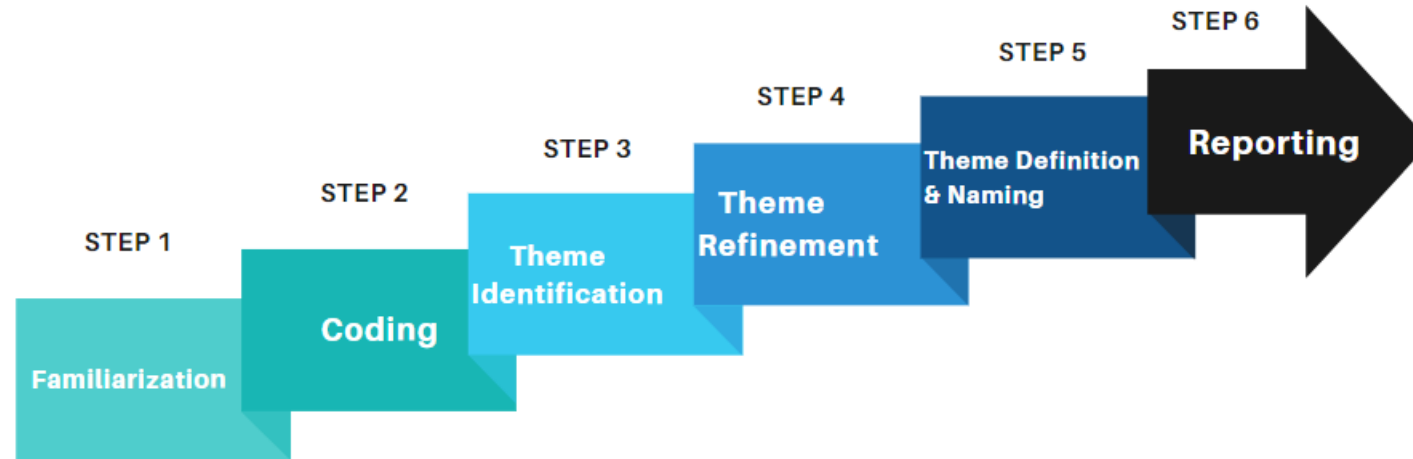 STEP 1
Familiarization
STEP 2
Coding
STEP 3
Theme
Identification
STEP 4
Theme
Refinement
STEP 5
Theme Definition
& Naming
STEP 6
Reporting